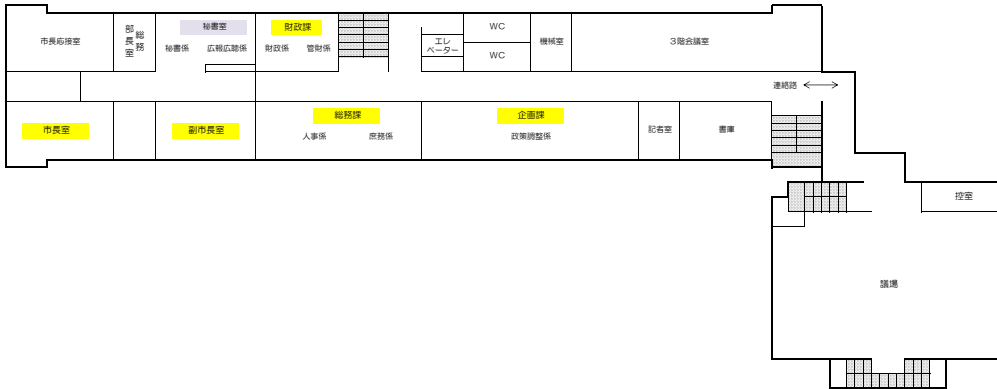 市長応接室
総務
部長室
秘書室
秘書係 広報広聴係
財政課
財政係 管財係
エレ
ベーター
WC
WC
機械室
3階会議室
連絡路
市長室
副市長室
総務課
人事係 庶務係
企画課
政策調整係
記者室
書庫
控室
議場